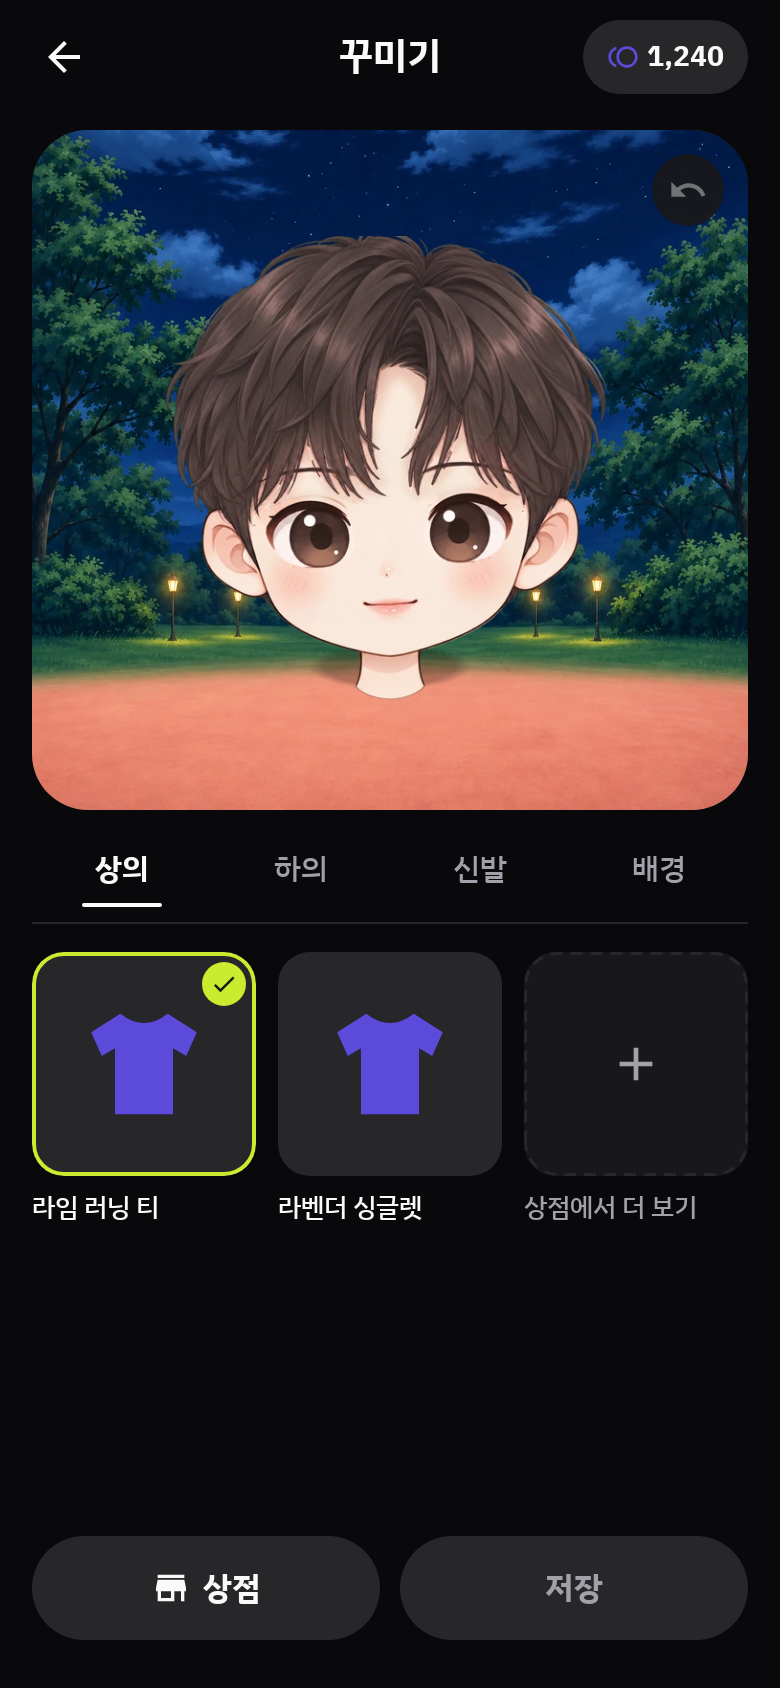 꾸미기
1,240
상의 하의 신발 배경
라임 러닝 티
라벤더 싱글렛
상점에서 더 보기
상점
저장